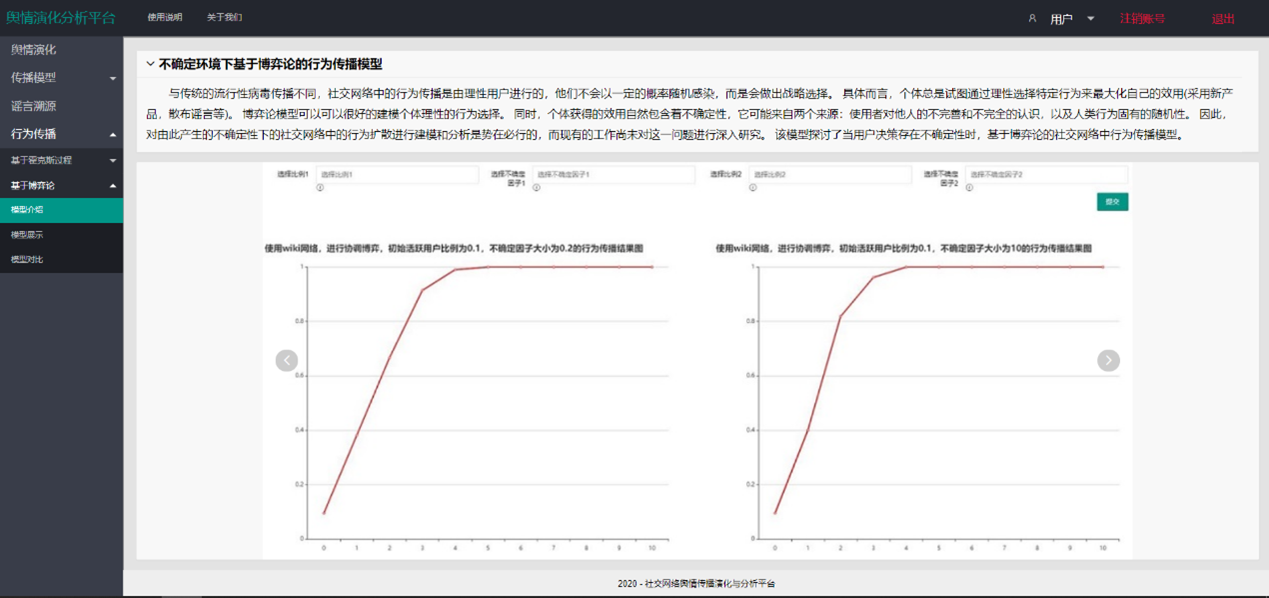 舆情演化分析平台 使用说明 关于我们 用户 注销账号 退出
舆情演化
传播模型
谣言溯源
行为传播
基于霍克斯过程
基于博弈论
模型介绍
模型展示
模型对比
不确定环境下基于博弈论的行为传播模型
与传统的流行性病毒传播不同，社交网络中的行为传播是由理性用户进行的，他们不会以一定的概率随机感染，而是会做出战略选择。 具体而言，个体总是试图通过理性选择特定行为来最大化自己的效用(采用新产
品，散布谣言等)。 博弈论模型可以可以很好的建模个体理性的行为选择。 同时，个体获得的效用自然包含着不确定性，它可能来自两个来源：使用者对他人的不完善和不完全的认识，以及人类行为固有的随机性。 因此，
对由此产生的不确定性下的社交网络中的行为扩散进行建模和分析是势在必行的，而现有的工作尚未对这一问题进行深入研究。 该模型探讨了当用户决策存在不确定性时，基于博弈论的社交网络中行为传播模型。
选择比例1 选择比例1 选择不确定 选择不确定因子1 选择比例2 选择比例2 选择不确定 选择不确定因子2
因子1 因子2
提交
使用wiki网络，进行协调博弈，初始活跃用户比例为0.1，不确定因子大小为0.2的行为传播结果图
1
0.8
0.6
0.4
0.2
0
0 1 2 3 4 5 6 7 8 9 10
使用wiki网络，进行协调博弈，初始活跃用户比例为0.1，不确定因子大小为10的行为传播结果图
1
0.8
0.6
0.4
0.2
0
0 1 2 3 4 5 6 7 8 9 10
2020 - 社交网络舆情传播演化与分析平台